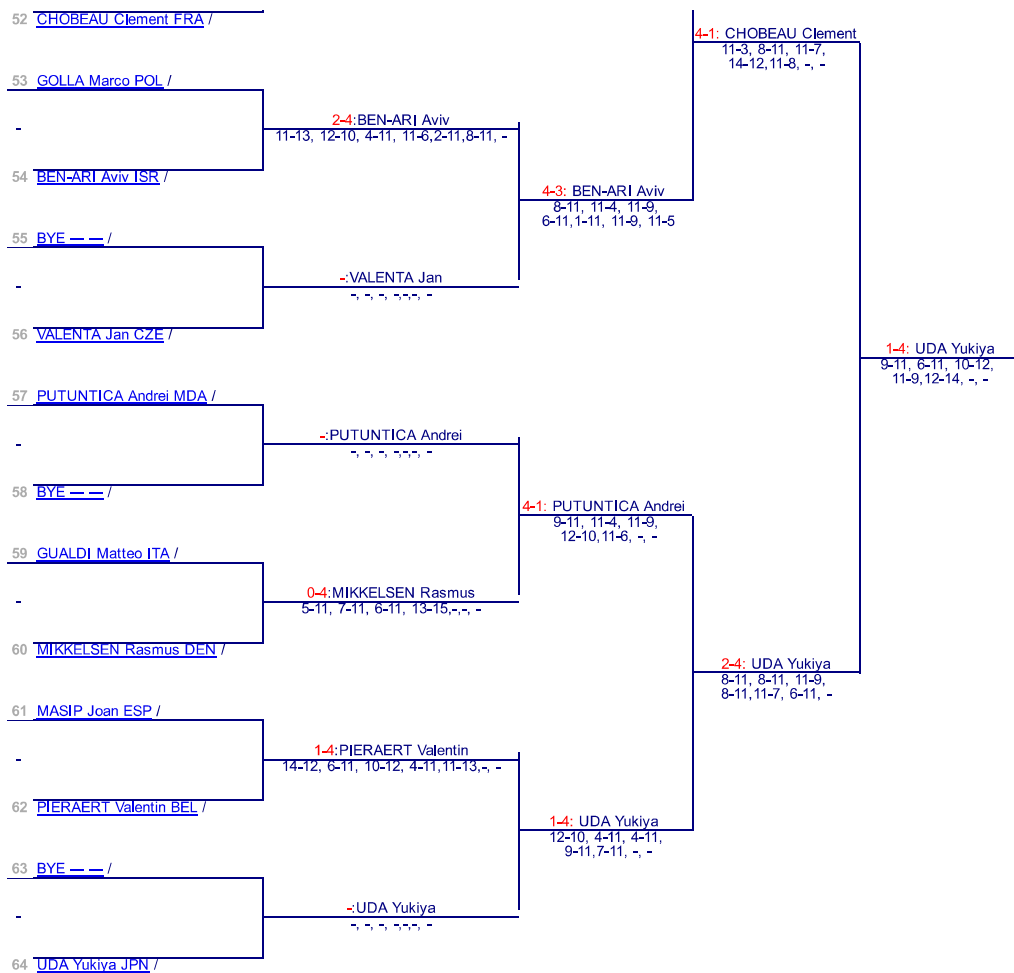 52 CHOBEAU Clement FRA /
4-1: CHOBEAU Clement
11-3, 8-11, 11-7,
14-12,11-8, -, -
53 GOLLA Marco POL /
-
2-4:BEN-ARI Aviv
11-13, 12-10, 4-11, 11-6,2-11,8-11, -
54 BEN-ARI Aviv ISR /
4-3: BEN-ARI Aviv
8-11, 11-4, 11-9,
6-11,1-11, 11-9, 11-5
55 BYE — — /
-
-:VALENTA Jan
-, -, -, -,-,-, -
56 VALENTA Jan CZE /
1-4: UDA Yukiya
9-11, 6-11, 10-12,
11-9,12-14, -, -
57 PUTUNTICA Andrei MDA /
-
-:PUTUNTICA Andrei
-, -, -, -,-,-, -
58 BYE — — /
4-1: PUTUNTICA Andrei
9-11, 11-4, 11-9,
12-10,11-6, -, -
59 GUALDI Matteo ITA /
-
0-4:MIKKELSEN Rasmus
5-11, 7-11, 6-11, 13-15,-,-, -
60 MIKKELSEN Rasmus DEN /
2-4: UDA Yukiya
8-11, 8-11, 11-9,
8-11,11-7, 6-11, -
61 MASIP Joan ESP /
-
1-4:PIERAERT Valentin
14-12, 6-11, 10-12, 4-11,11-13,-, -
62 PIERAERT Valentin BEL /
1-4: UDA Yukiya
12-10, 4-11, 4-11,
9-11,7-11, -, -
63 BYE — — /
-
-:UDA Yukiya
-, -, -, -,-,-, -
64 UDA Yukiya JPN /